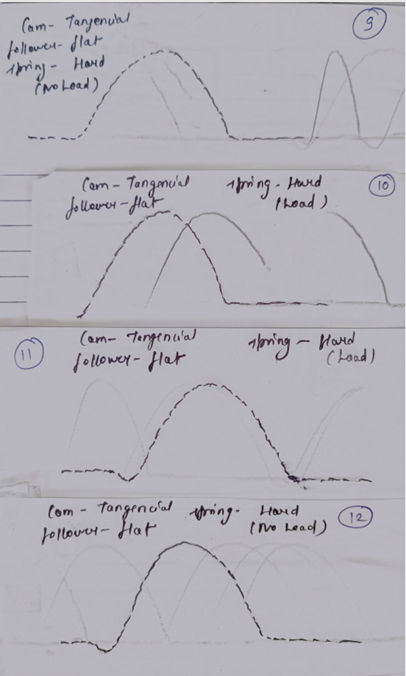 Cam- Tangencial
follower- flat
spring- Hard
(No Load)
9
Cam- Tangencial spring- Hard
follower- flat (Load)
10
11
Cam- Tangencial spring- Hard
follower- flat (Load)
Cam- Tangencial spring- Hard
follower- flat (No Load)
12